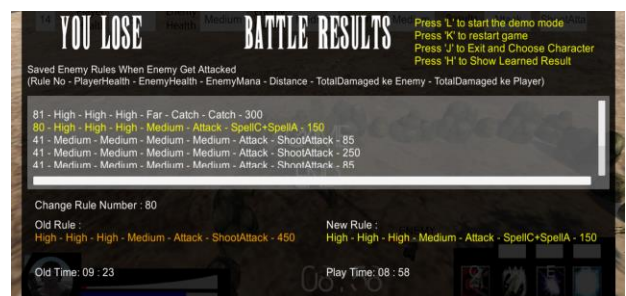 YOU LOSE
BATTLE RESULTS
Press 'L' to start the demo mode
Press 'K' to restart game
Press 'J' to Exit and Choose Character
Press 'H' to Show Learned Result
14
Health
Medium
Saved Enemy Rules When Enemy Get Attacked
(Rule No - PlayerHealth - EnemyHealth - EnemyMana - Distance - TotalDamaged ke Enemy - TotalDamaged ke Player)
81 - High - High - High - Far - Catch - Catch - 300
80 - High - High - High - Medium - Attack - SpellC+SpellA - 150
41 - Medium - Medium - Medium - Medium - Attack - ShootAttack - 85
41 - Medium - Medium - Medium - Medium - Attack - ShootAttack - 250
41 - Medium - Medium - Medium - Medium - Attack - ShootAttack - 85
Change Rule Number : 80
Old Rule :
High - High - High - Medium - Attack - ShootAttack - 450
New Rule :
High - High - High - Medium - Attack - SpellC+SpellA - 150
Old Time: 09 : 23
Play Time: 08 : 58